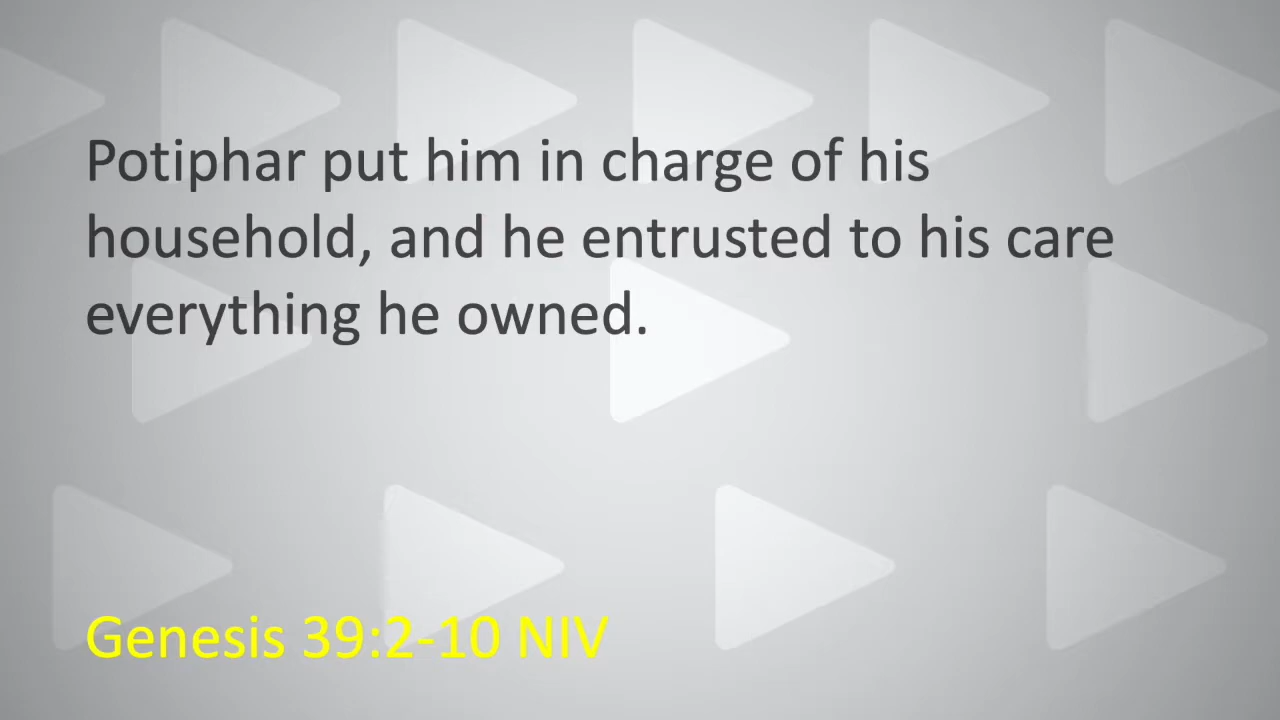 Potiphar put him in charge of his
household, and he entrusted to his care
everything he owned.
Genesis 39:2-10 NIV